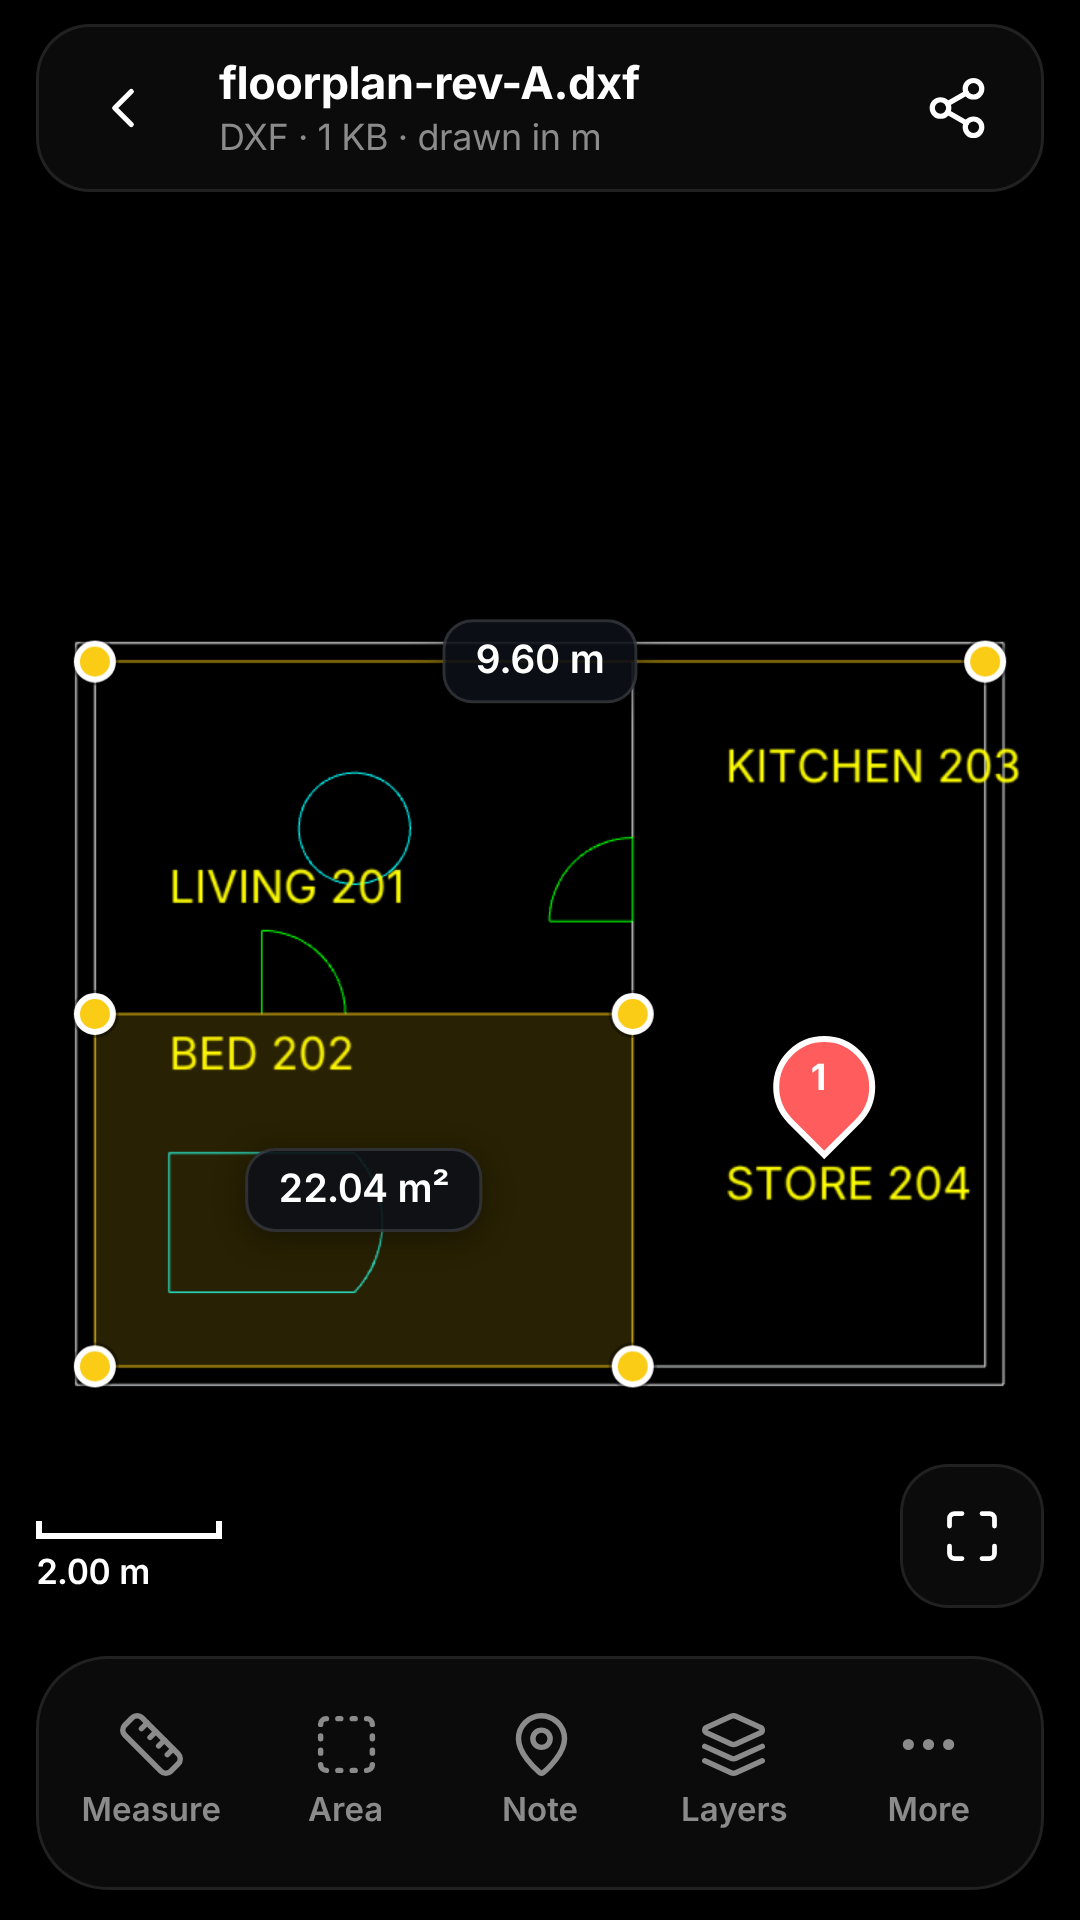 floorplan-rev-A.dxf
DXF · 1 KB · drawn in m
9.60 m
KITCHEN 203
LIVING 201
BED 202
1
22.04 m²
STORE 204
2.00 m
Measure
Area
Note
Layers
More